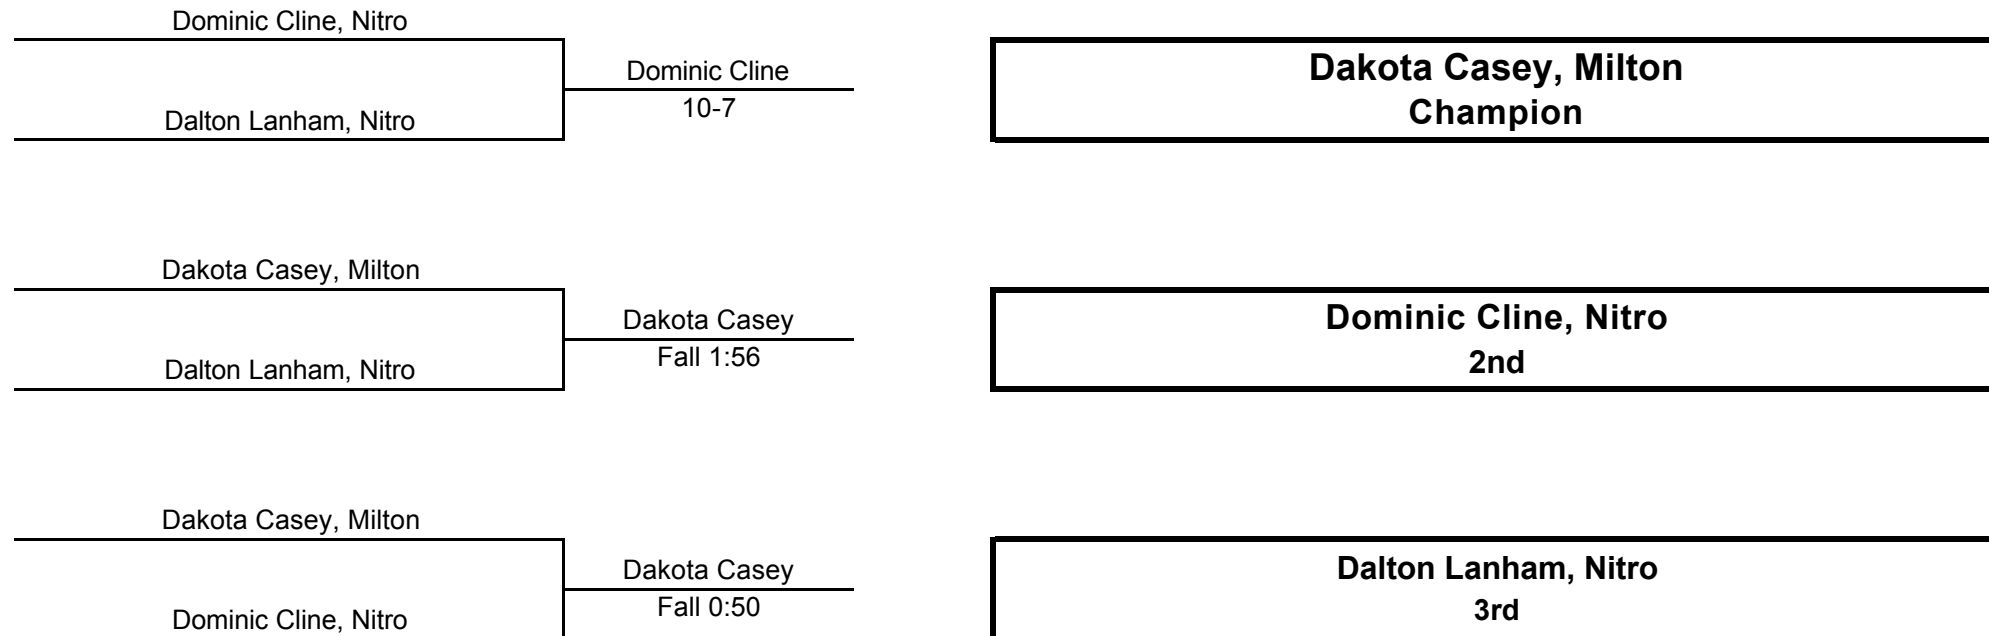 Dominic Cline, Nitro
Dominic Cline
10-7
Dalton Lanham, Nitro
Dakota Casey, Milton
Champion
Dakota Casey, Milton
Dakota Casey
Fall 1:56
Dalton Lanham, Nitro
Dominic Cline, Nitro
2nd
Dakota Casey, Milton
Dakota Casey
Fall 0:50
Dominic Cline, Nitro
Dalton Lanham, Nitro
3rd